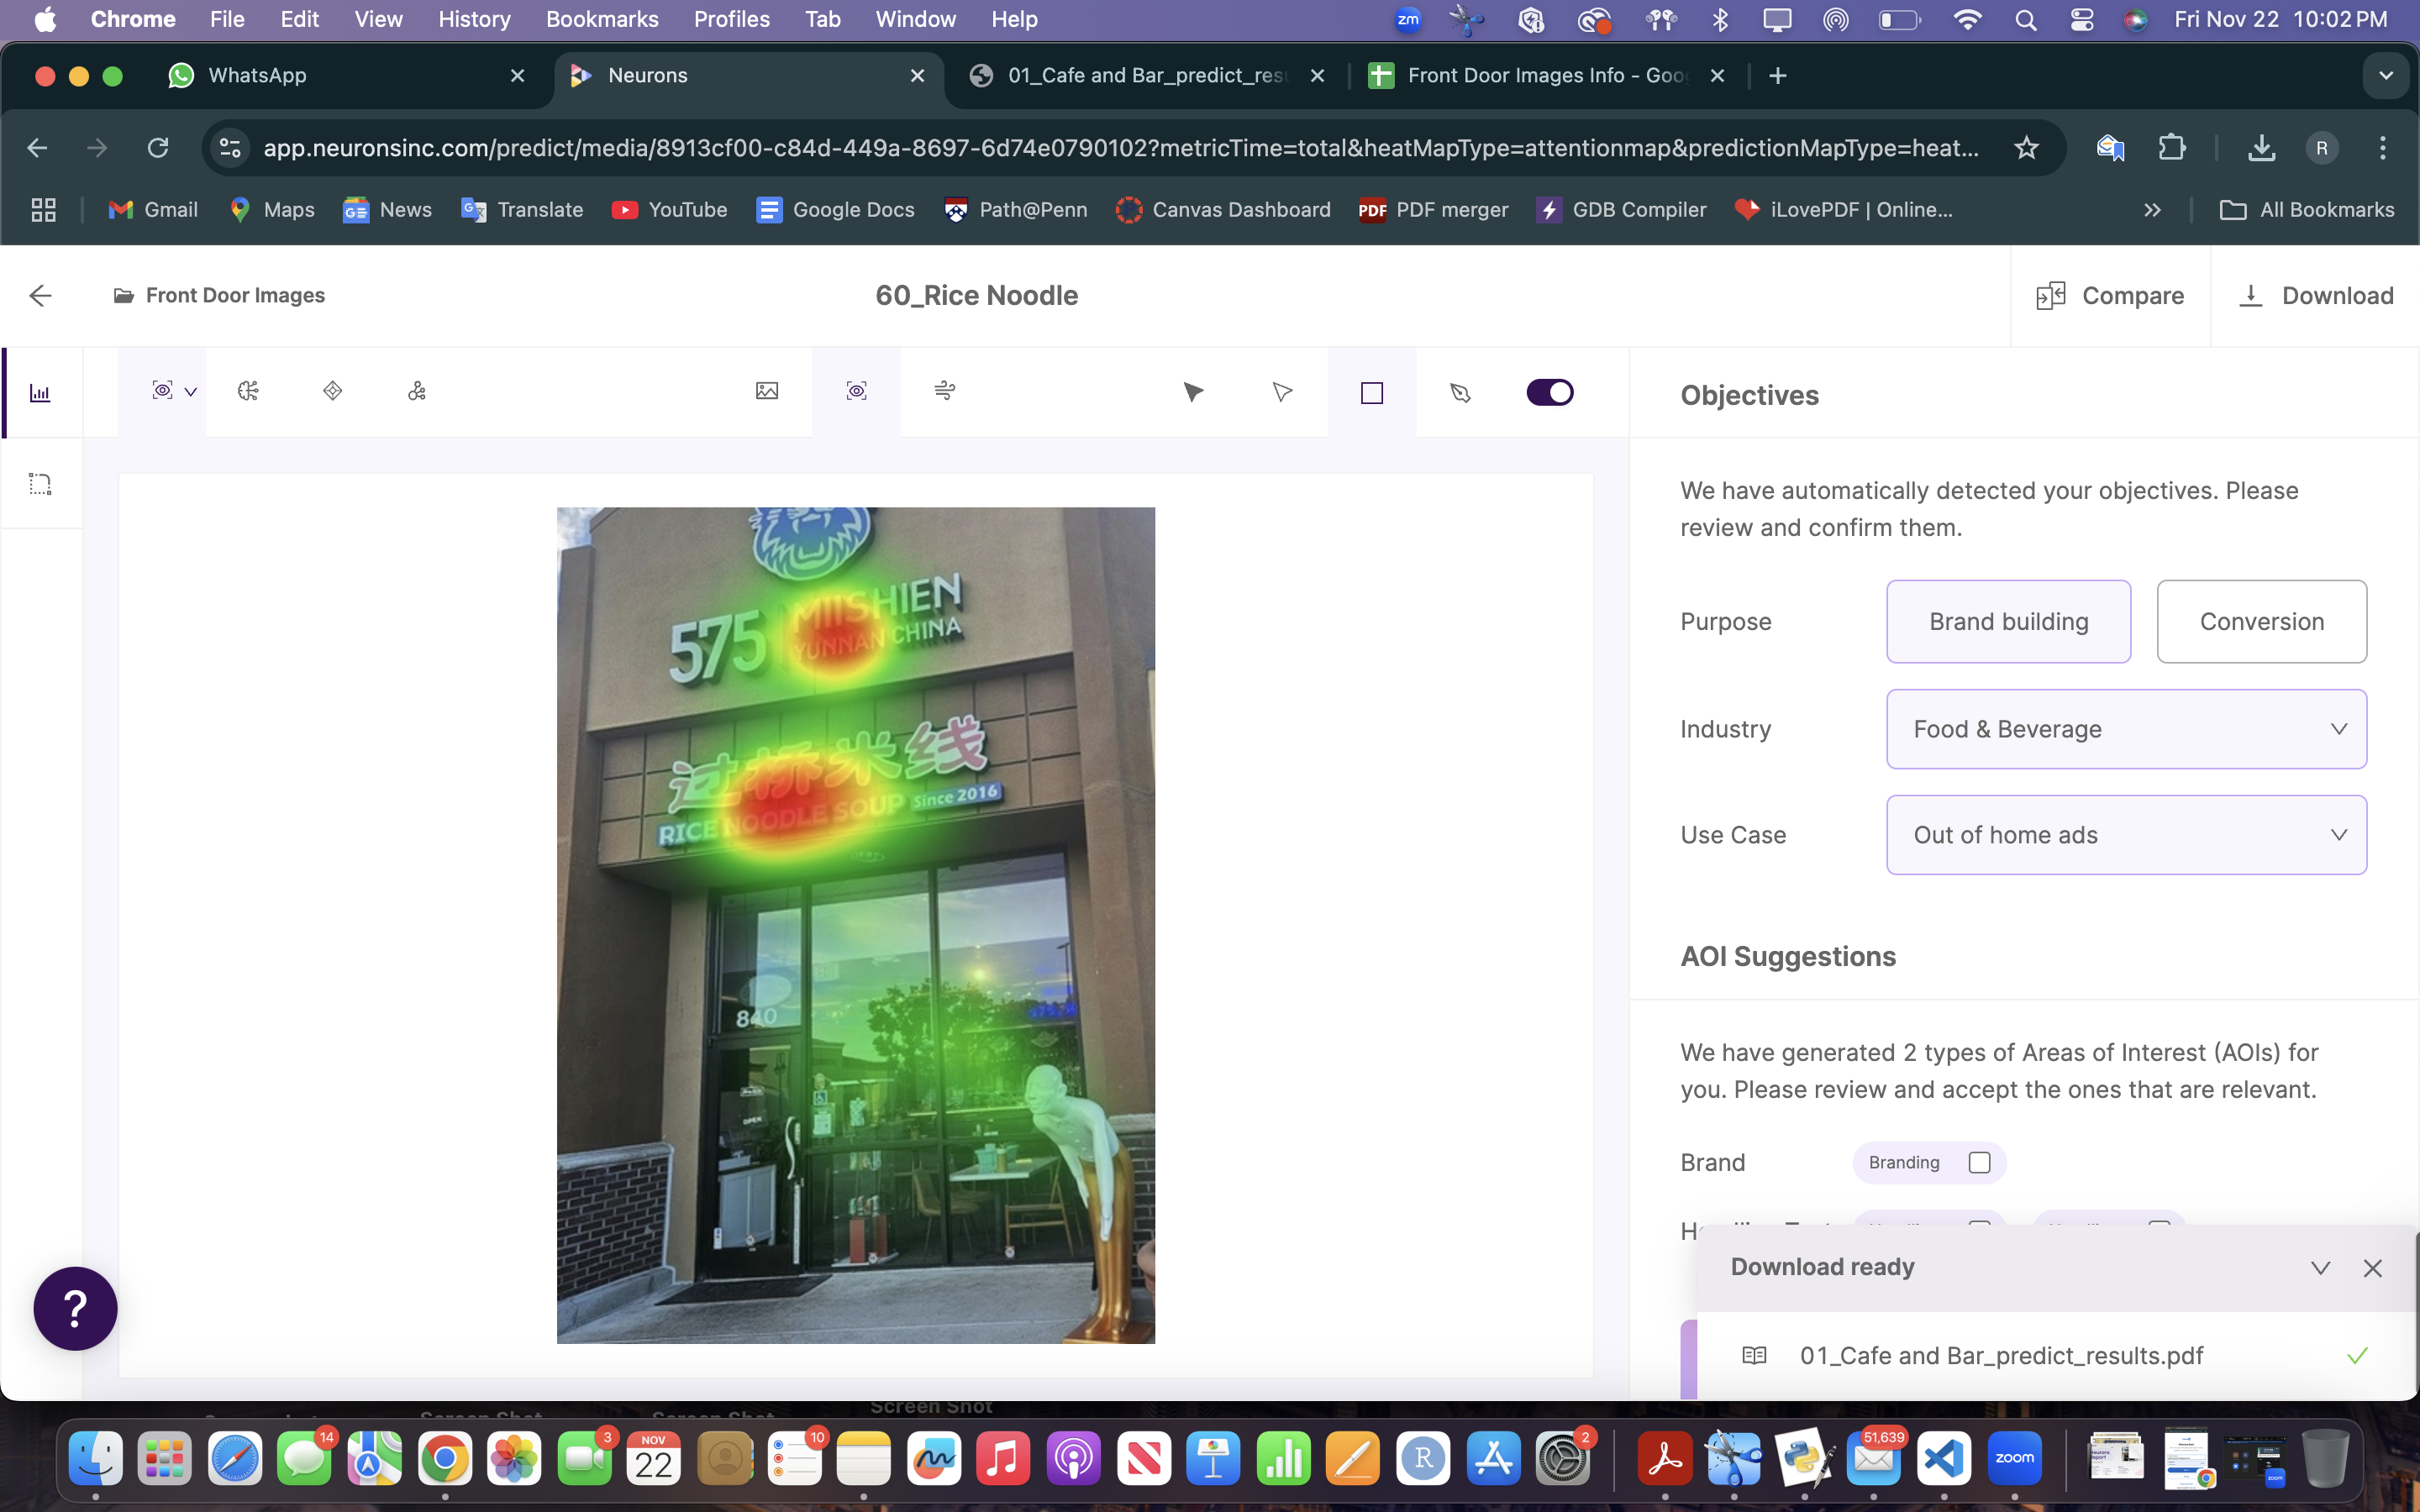 Chrome File Edit View History Bookmarks Profiles Tab Window Help
zm
Fri Nov 22 10:02 PM
WhatsApp
Neurons
01_Cafe and Bar_predict_resu
Front Door Images Info - Goo
app.neuronsinc.com/predict/media/8913cf00-c84d-449a-8697-6d74e0790102?metricTime=total&heatMapType=attentionmap&predictionMapType=heat...
R
Gmail Maps News Translate YouTube Google Docs Path@Penn Canvas Dashboard PDF PDF merger GDB Compiler iLovePDF | Online... All Bookmarks
Front Door Images
60_Rice Noodle
Compare
Download
Objectives
We have automatically detected your objectives. Please
review and confirm them.
Purpose
Brand building
Conversion
Industry
Food & Beverage
Use Case
Out of home ads
AOI Suggestions
We have generated 2 types of Areas of Interest (AOIs) for
you. Please review and accept the ones that are relevant.
Brand
Branding
Download ready
01_Cafe and Bar_predict_results.pdf
575 MIISHIEN
YUNNAN CHINA
过桥米线
RICE NOODLE SOUP Since 2016
840
OPEN
?
Screen Shot
14
3
NOV
22
10
R
2
51,639
zoom